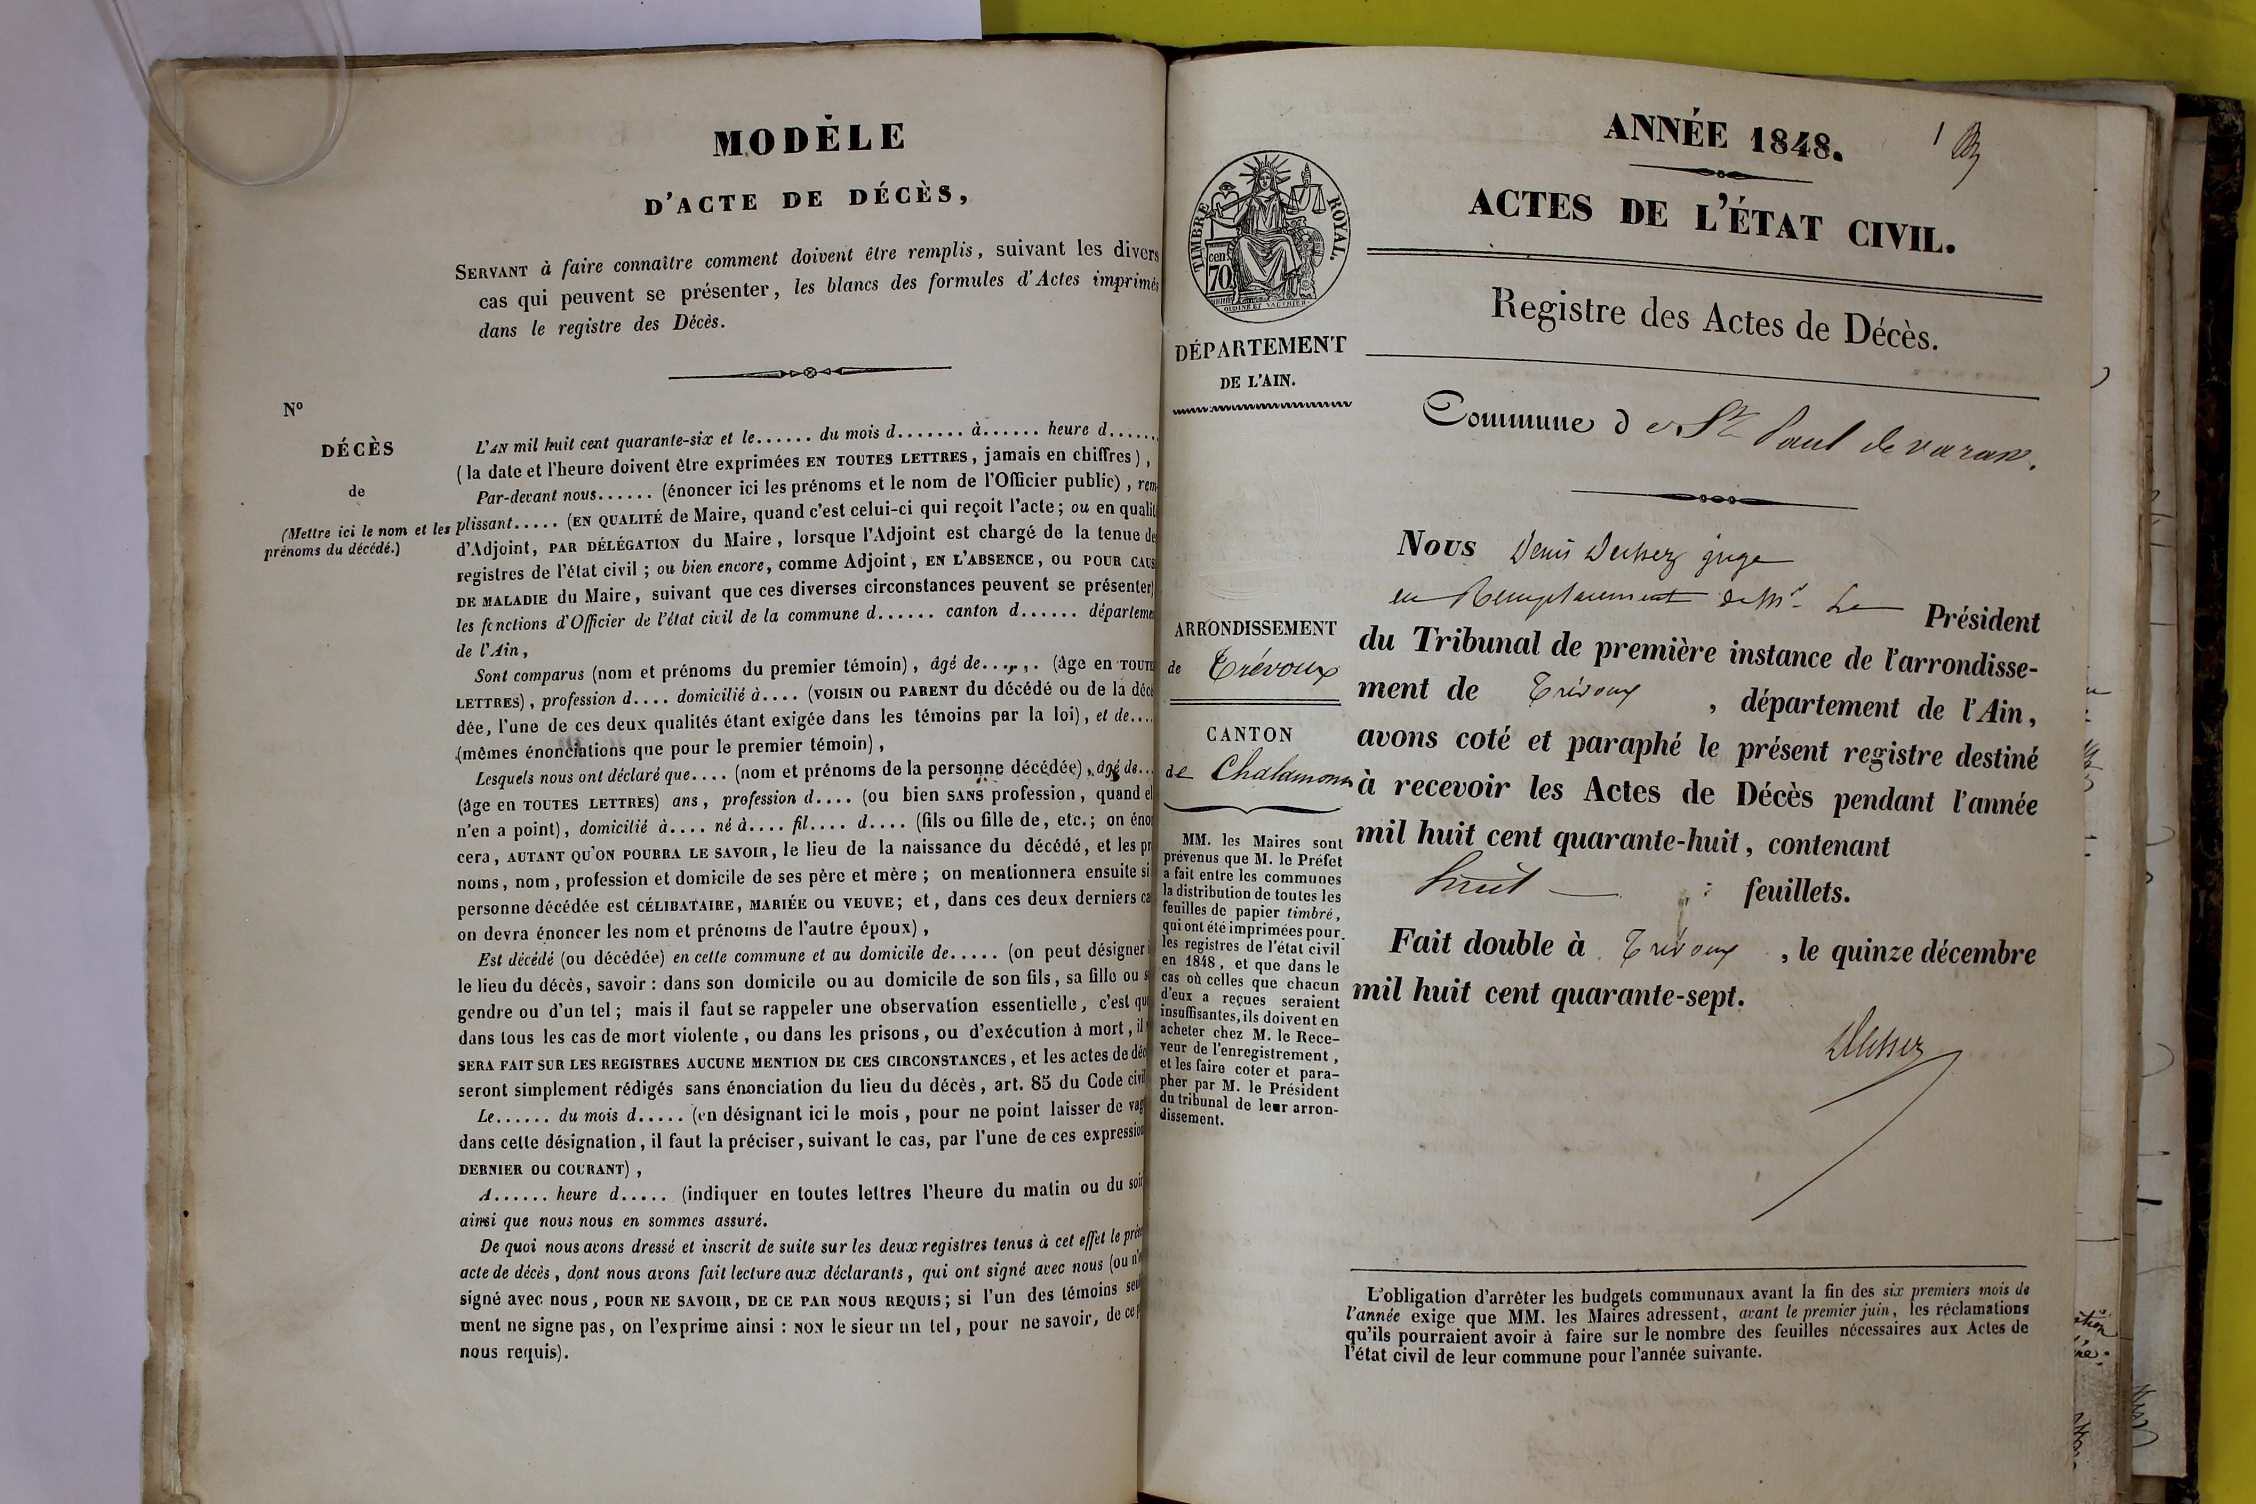 MODÈLE
D'ACTE DE DÉCÈS,
SERVANT à faire connaître comment doivent être remplis, suivant les divers
cas qui peuvent se présenter, les blancs des formules d'Actes imprimés
dans le registre des Décès.
N°
DÉCÈS
de
(Mettre ici le nom et les
prénoms du décédé.)
L'AN mil huit cent quarante-six et le...... du mois d....... à...... heure d......
(la date et l'heure doivent être exprimées EN TOUTES LETTRES, jamais en chiffres),
Par-devant nous...... (énoncer ici les prénoms et le nom de l'Officier public), rem
plissant..... (EN QUALITÉ de Maire, quand c'est celui-ci qui reçoit l'acte; ou en qualit
d'Adjoint, PAR DÉLÉGATION du Maire, lorsque l'Adjoint est chargé de la tenue de
registres de l'état civil; ou bien encore, comme Adjoint, EN L'ABSENCE, OU POUR CAUS
DE MALADIE du Maire, suivant que ces diverses circonstances peuvent se présenter)
les fonctions d'Officier de l'état civil de la commune d...... canton d...... départeme
de l'Ain,
Sont comparus (nom et prénoms du premier témoin), âgé de...,,. (âge en TOUTE
LETTRES), profession d.... domicilié à.... (VOISIN OU PARENT du décédé ou de la décé
dée, l'une de ces deux qualités étant exigée dans les témoins par la loi), et de....
(mêmes énonciations que pour le premier témoin),
Lesquels nous ont déclaré que.... (nom et prénoms de la personne décédée), âgé de...
(âge en TOUTES LETTRES) ans, profession d.... (ou bien SANS profession, quand el
n'en a point), domicilié à.... né à.... fil.... d.... (fils ou fille de, etc.; on énon
cera, AUTANT QU'ON POURRA LE SAVOIR, le lieu de la naissance du décédé, et les pr
noms, nom, profession et domicile de ses père et mère; on mentionnera ensuite si
personne décédée est CÉLIBATAIRE, MARIÉE OU VEUVE; et, dans ces deux derniers ca
on devra énoncer les nom et prénoms de l'autre époux),
Est décédé (ou décédée) en cette commune et au domicile de..... (on peut désigner
le lieu du décès, savoir: dans son domicile ou au domicile de son fils, sa fille ou s
gendre ou d'un tel; mais il faut se rappeler une observation essentielle, c'est que
dans tous les cas de mort violente, ou dans les prisons, ou d'exécution à mort, il
SERA FAIT SUR LES REGISTRES AUCUNE MENTION DE CES CIRCONSTANCES, et les actes de déc
seront simplement rédigés sans énonciation du lieu du décès, art. 85 du Code civil
Le...... du mois d..... (en désignant ici le mois, pour ne point laisser de vag
dans cette désignation, il faut la préciser, suivant le cas, par l'une de ces expression
DERNIER OU COURANT),
A...... heure d..... (indiquer en toutes lettres l'heure du matin ou du soir
ainsi que nous nous en sommes assuré.
De quoi nous avons dressé et inscrit de suite sur les deux registres tenus à cet effet le prés
acte de décès, dont nous avons fait lecture aux déclarants, qui ont signé avec nous (ou n'o
signé avec nous, POUR NE SAVOIR, DE CE PAR NOUS REQUIS; si l'un des témoins seu
ment ne signe pas, on l'exprime ainsi: NON le sieur un tel, pour ne savoir, de ce p
nous requis).
ANNÉE 1848.
1
ACTES DE L'ÉTAT CIVIL.
TIMBRE ROYAL.
70 cent
Registre des Actes de Décès.
DÉPARTEMENT
DE L'AIN.
Commune de St Paul de varax.
Nous Denis Dessez juge
en Remplacement de Mr Le Président
du Tribunal de première instance de l'arrondisse-
ment de Trévoux, département de l'Ain,
avons coté et paraphé le présent registre destiné
à recevoir les Actes de Décès pendant l'année
mil huit cent quarante-huit, contenant
huit feuillets.
Fait double à Trévoux, le quinze décembre
mil huit cent quarante-sept.
ARRONDISSEMENT
de Trévoux
CANTON
de Chalamont
MM. les Maires sont
prévenus que M. le Préfet
a fait entre les communes
la distribution de toutes les
feuilles de papier timbré,
qui ont été imprimées pour
les registres de l'état civil
en 1848, et que dans le
cas où celles que chacun
d'eux a reçues seraient
insuffisantes, ils doivent en
acheter chez M. le Rece-
veur de l'enregistrement,
et les faire coter et para-
pher par M. le Président
du tribunal de leur arron-
dissement.
L'obligation d'arrêter les budgets communaux avant la fin des six premiers mois de
l'année exige que MM. les Maires adressent, avant le premier juin, les réclamations
qu'ils pourraient avoir à faire sur le nombre des feuilles nécessaires aux Actes de
l'état civil de leur commune pour l'année suivante.